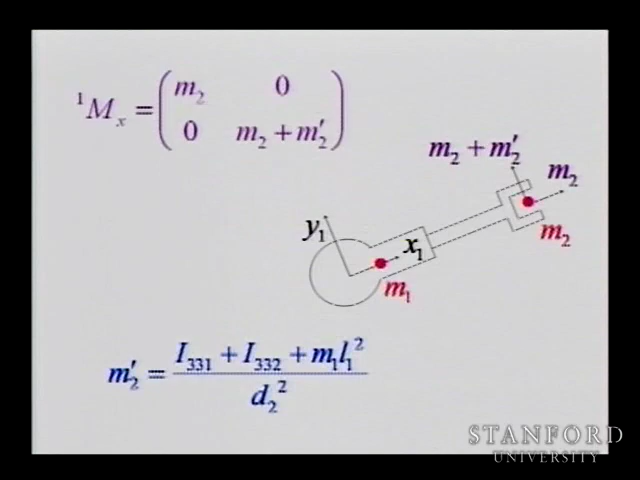 ¹Mₓ = ( m₂ 0
0 m₂ + m′₂ )
m₂ + m′₂
m₂
m₂
y₁
x₁
m₁
m′₂ = (I₃₃₁ + I₃₃₂ + m₁l₁²) / d₂²
STANFORD
UNIVERSITY